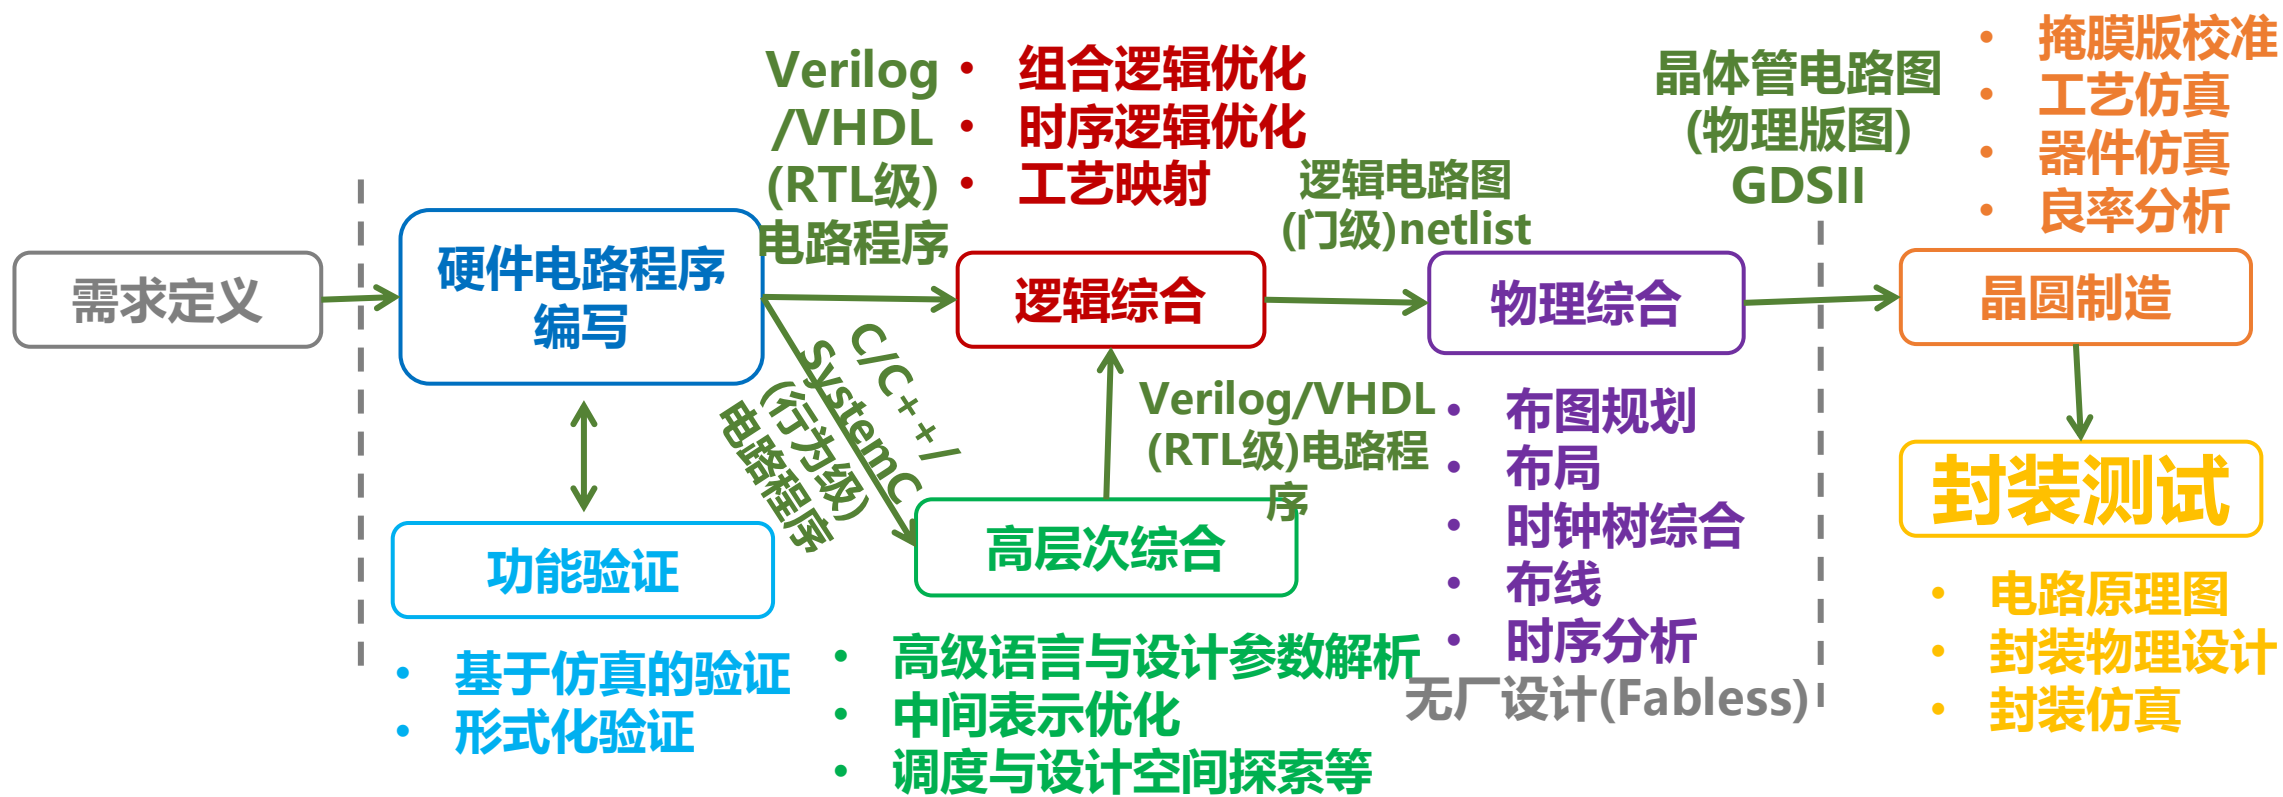 需求定义
硬件电路程序
编写
功能验证
• 基于仿真的验证
• 形式化验证
Verilog
/VHDL
(RTL级)
电路程序
C/C++/
SystemC
(行为级)
电路程序
• 组合逻辑优化
• 时序逻辑优化
• 工艺映射
逻辑综合
Verilog/VHDL
(RTL级)电路程
序
高层次综合
• 高级语言与设计参数解析
• 中间表示优化
• 调度与设计空间探索等
逻辑电路图
(门级)netlist
物理综合
• 布图规划
• 布局
• 时钟树综合
• 布线
• 时序分析
无厂设计(Fabless)
晶体管电路图
(物理版图)
GDSII
• 掩膜版校准
• 工艺仿真
• 器件仿真
• 良率分析
晶圆制造
封装测试
• 电路原理图
• 封装物理设计
• 封装仿真